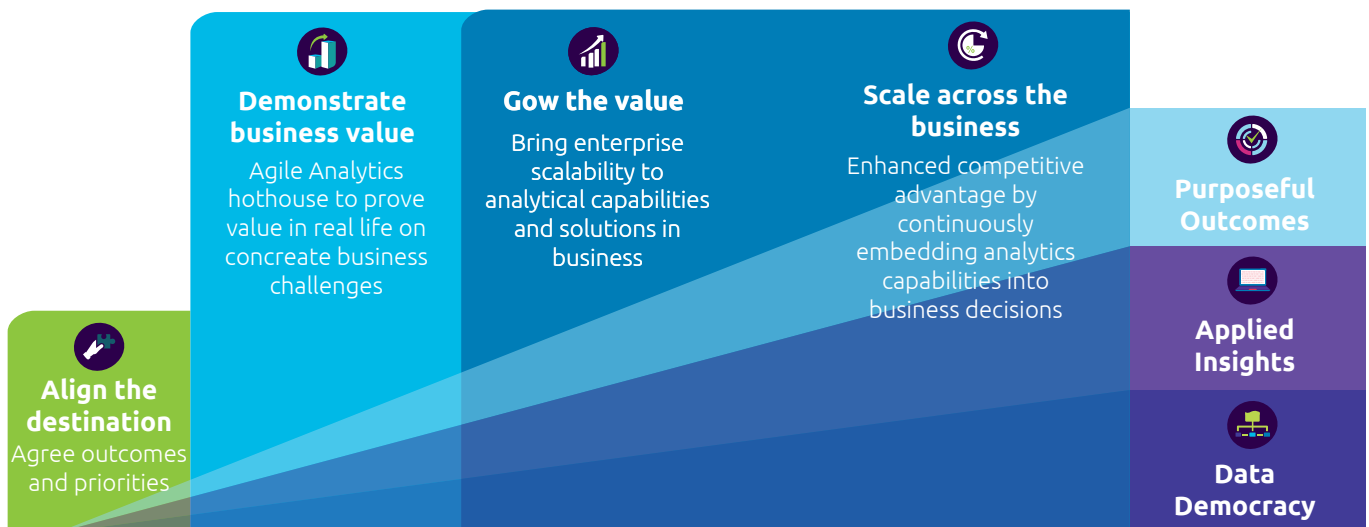 Demonstrate
business value
Agile Analytics
hothouse to prove
value in real life on
concreate business
challenges
Gow the value
Bring enterprise
scalability to
analytical capabilities
and solutions in
business
Scale across the
business
Enhanced competitive
advantage by
continuously
embedding analytics
capabilities into
business decisions
%
Align the
destination
Agree outcomes
and priorities
Purposeful
Outcomes
Applied
Insights
Data
Democracy